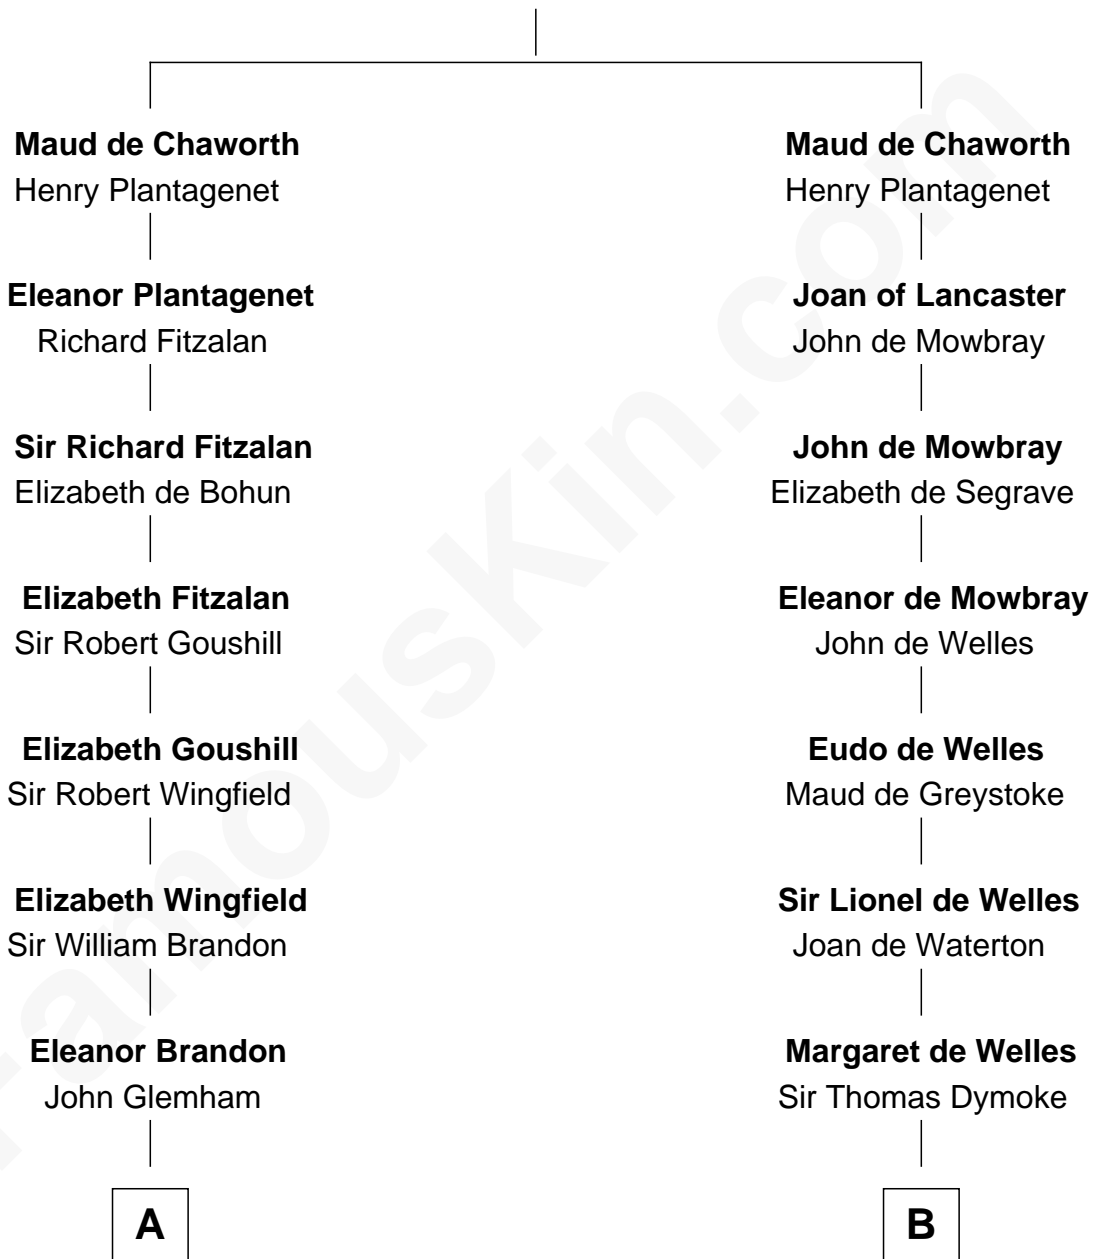 Maud de Chaworth
Henry Plantagenet
Eleanor Plantagenet
Richard Fitzalan
Sir Richard Fitzalan
Elizabeth de Bohun
Elizabeth Fitzalan
Sir Robert Goushill
Elizabeth Goushill
Sir Robert Wingfield
Elizabeth Wingfield
Sir William Brandon
Eleanor Brandon
John Glemham
A
Maud de Chaworth
Henry Plantagenet
Joan of Lancaster
John de Mowbray
John de Mowbray
Elizabeth de Segrave
Eleanor de Mowbray
John de Welles
Eudo de Welles
Maud de Greystoke
Sir Lionel de Welles
Joan de Waterton
Margaret de Welles
Sir Thomas Dymoke
B
FamousKin.com